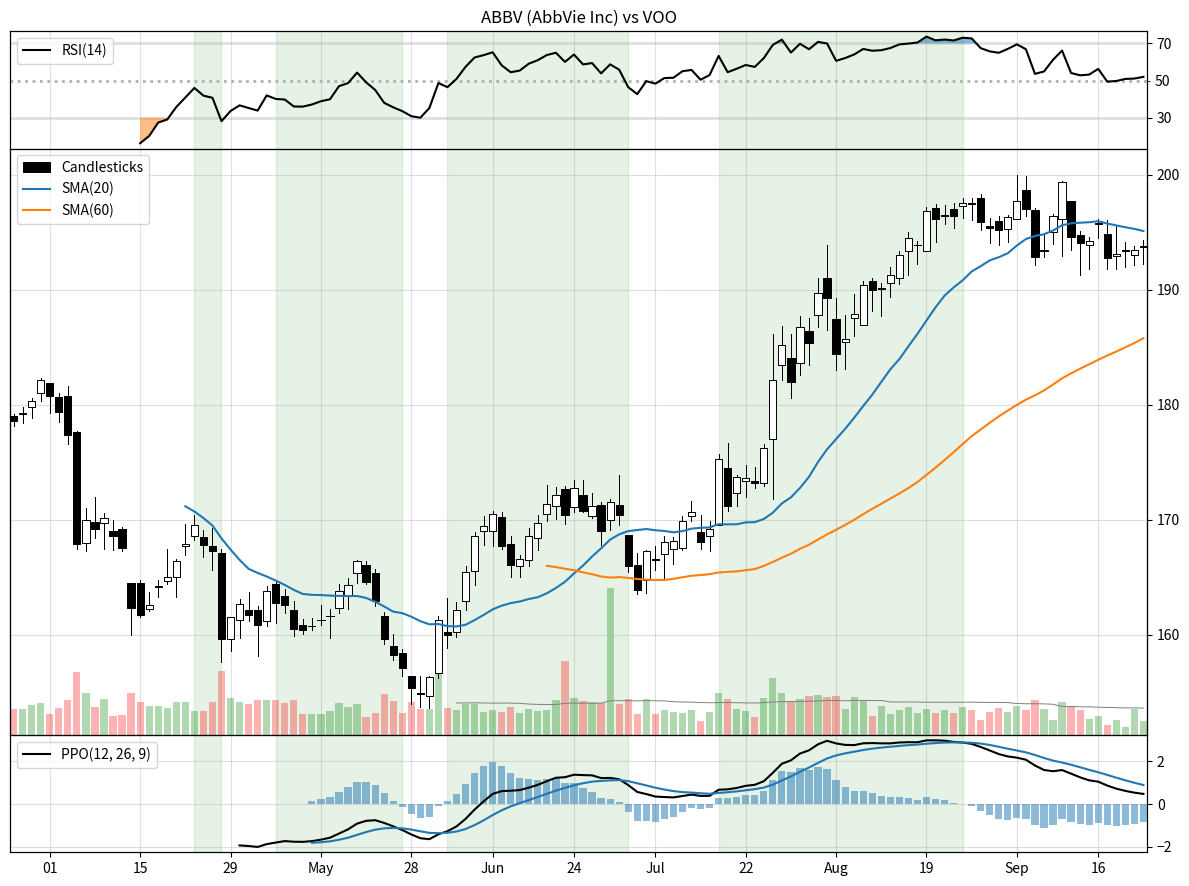 ABBV (AbbVie Inc) vs VOO
RSI(14)
70
50
30
Candlesticks
SMA(20)
SMA(60)
200
190
180
170
160
PPO(12, 26, 9)
2
0
−2
01 15 29 May 28 Jun 24 Jul 22 Aug 19 Sep 16